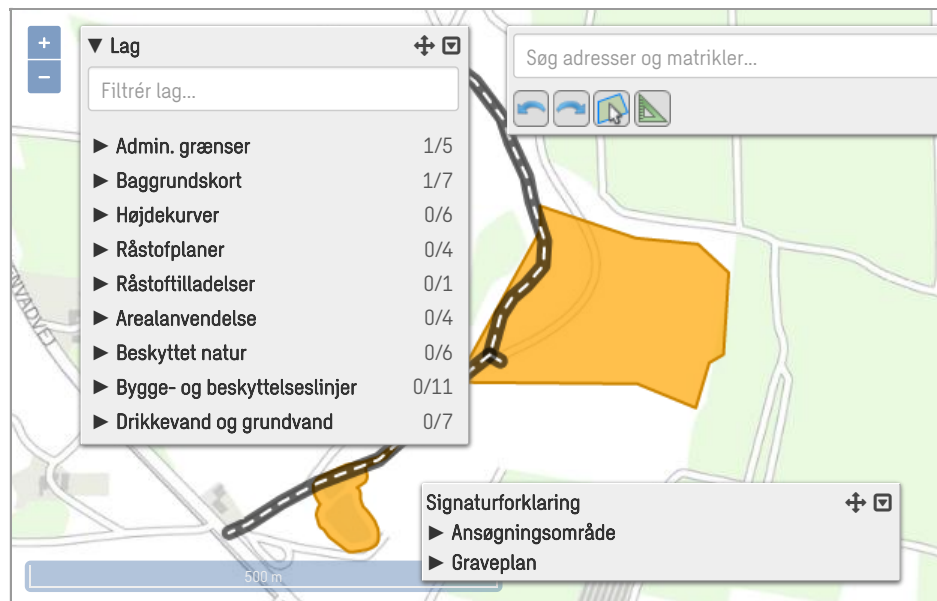 +
−
▼ Lag
Filtrér lag...
▶ Admin. grænser 1/5
▶ Baggrundskort 1/7
▶ Højdekurver 0/6
▶ Råstofplaner 0/4
▶ Råstoftilladelser 0/1
▶ Arealanvendelse 0/4
▶ Beskyttet natur 0/6
▶ Bygge- og beskyttelseslinjer 0/11
▶ Drikkevand og grundvand 0/7
Søg adresser og matrikler...
Signaturforklaring
▶ Ansøgningsområde
▶ Graveplan
500 m